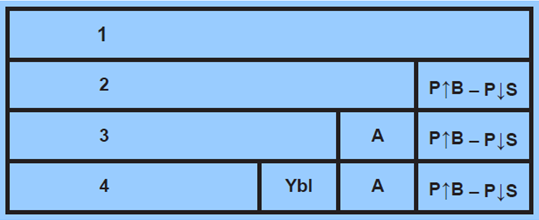 1
2 P↑B – P↓S
3 A P↑B – P↓S
4 Ybl A P↑B – P↓S